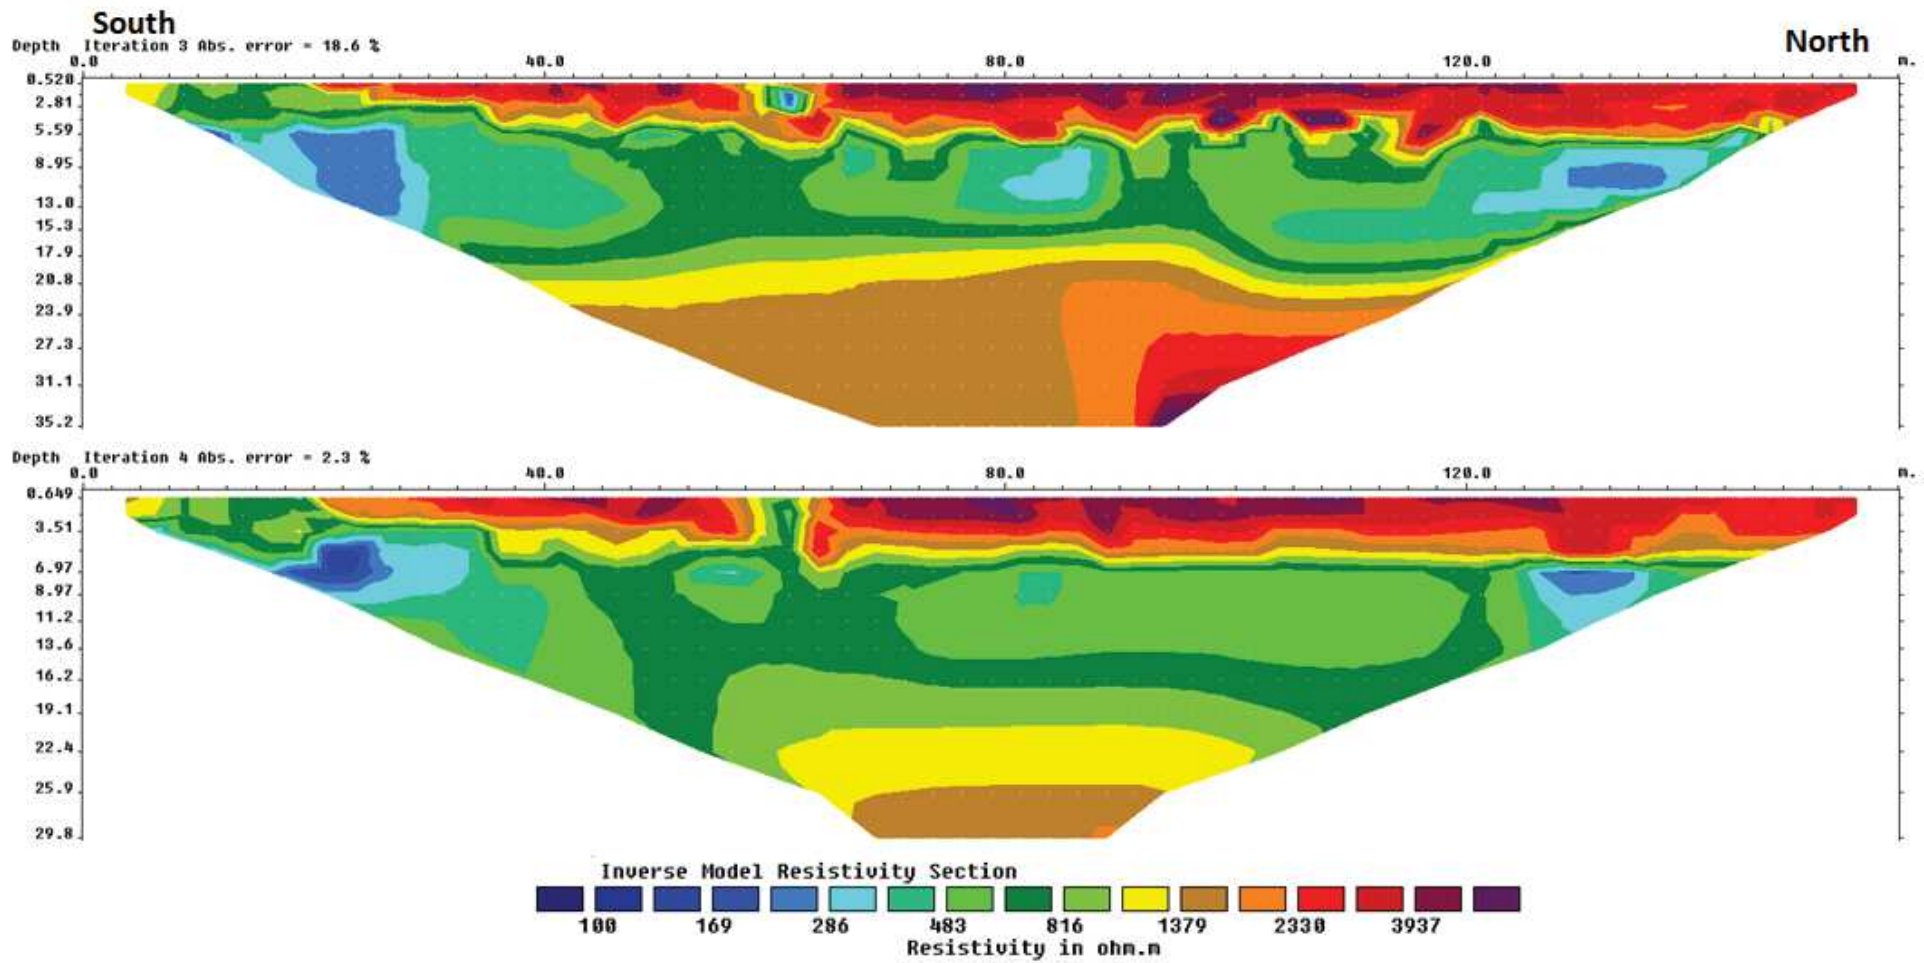 South
North
Depth Iteration 3 Abs. error = 18.6 %
0.0 40.0 80.0 120.0 m.
0.520
2.81
5.59
8.95
13.0
15.3
17.9
20.8
23.9
27.3
31.1
35.2
Depth Iteration 4 Abs. error = 2.3 %
0.0 40.0 80.0 120.0 m.
0.649
3.51
6.97
8.97
11.2
13.6
16.2
19.1
22.4
25.9
29.8
Inverse Model Resistivity Section
100 169 286 483 816 1379 2330 3937
Resistivity in ohm.m